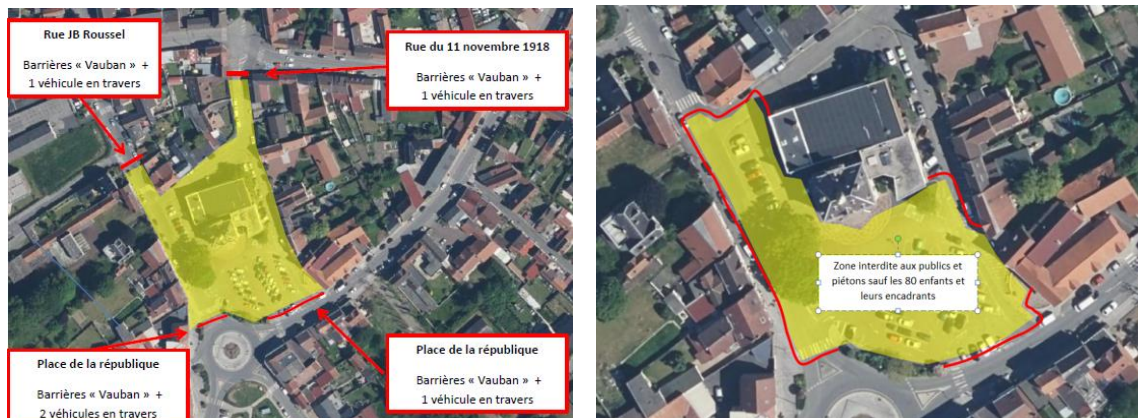 Rue JB Roussel
Barrières « Vauban » +
1 véhicule en travers
Rue du 11 novembre 1918
Barrières « Vauban » +
1 véhicule en travers
Place de la république
Barrières « Vauban » +
2 véhicules en travers
Place de la république
Barrières « Vauban » +
1 véhicule en travers
Zone interdite aux publics et
piétons sauf les 80 enfants et
leurs encadrants